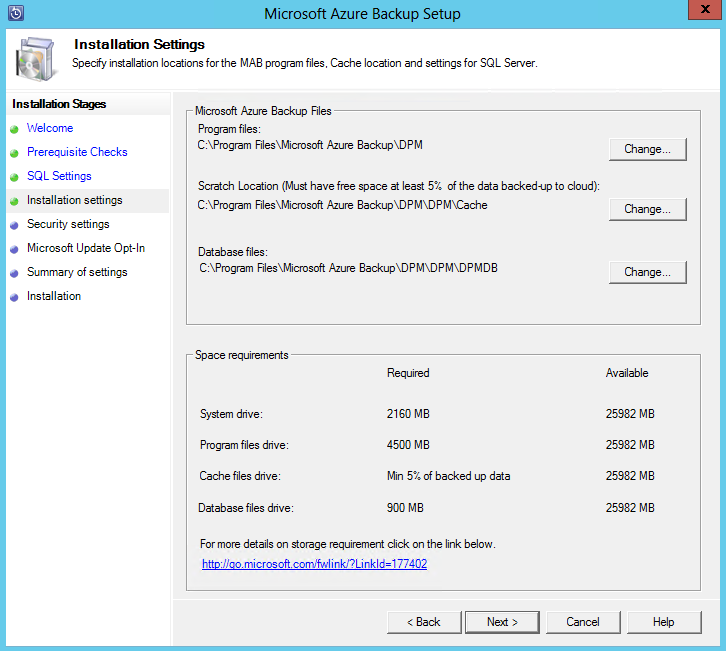 Microsoft Azure Backup Setup
x
Installation Settings
Specify installation locations for the MAB program files, Cache location and settings for SQL Server.
Installation Stages
Welcome
Prerequisite Checks
SQL Settings
Installation settings
Security settings
Microsoft Update Opt-In
Summary of settings
Installation
Microsoft Azure Backup Files
Program files:
C:\Program Files\Microsoft Azure Backup\DPM
Change...
Scratch Location (Must have free space at least 5% of the data backed-up to cloud):
C:\Program Files\Microsoft Azure Backup\DPM\DPM\Cache
Change...
Database files:
C:\Program Files\Microsoft Azure Backup\DPM\DPM\DPMDB
Change...
Space requirements
Required Available
System drive: 2160 MB 25982 MB
Program files drive: 4500 MB 25982 MB
Cache files drive: Min 5% of backed up data 25982 MB
Database files drive: 900 MB 25982 MB
For more details on storage requirement click on the link below.
http://go.microsoft.com/fwlink/?LinkId=177402
< Back Next > Cancel Help